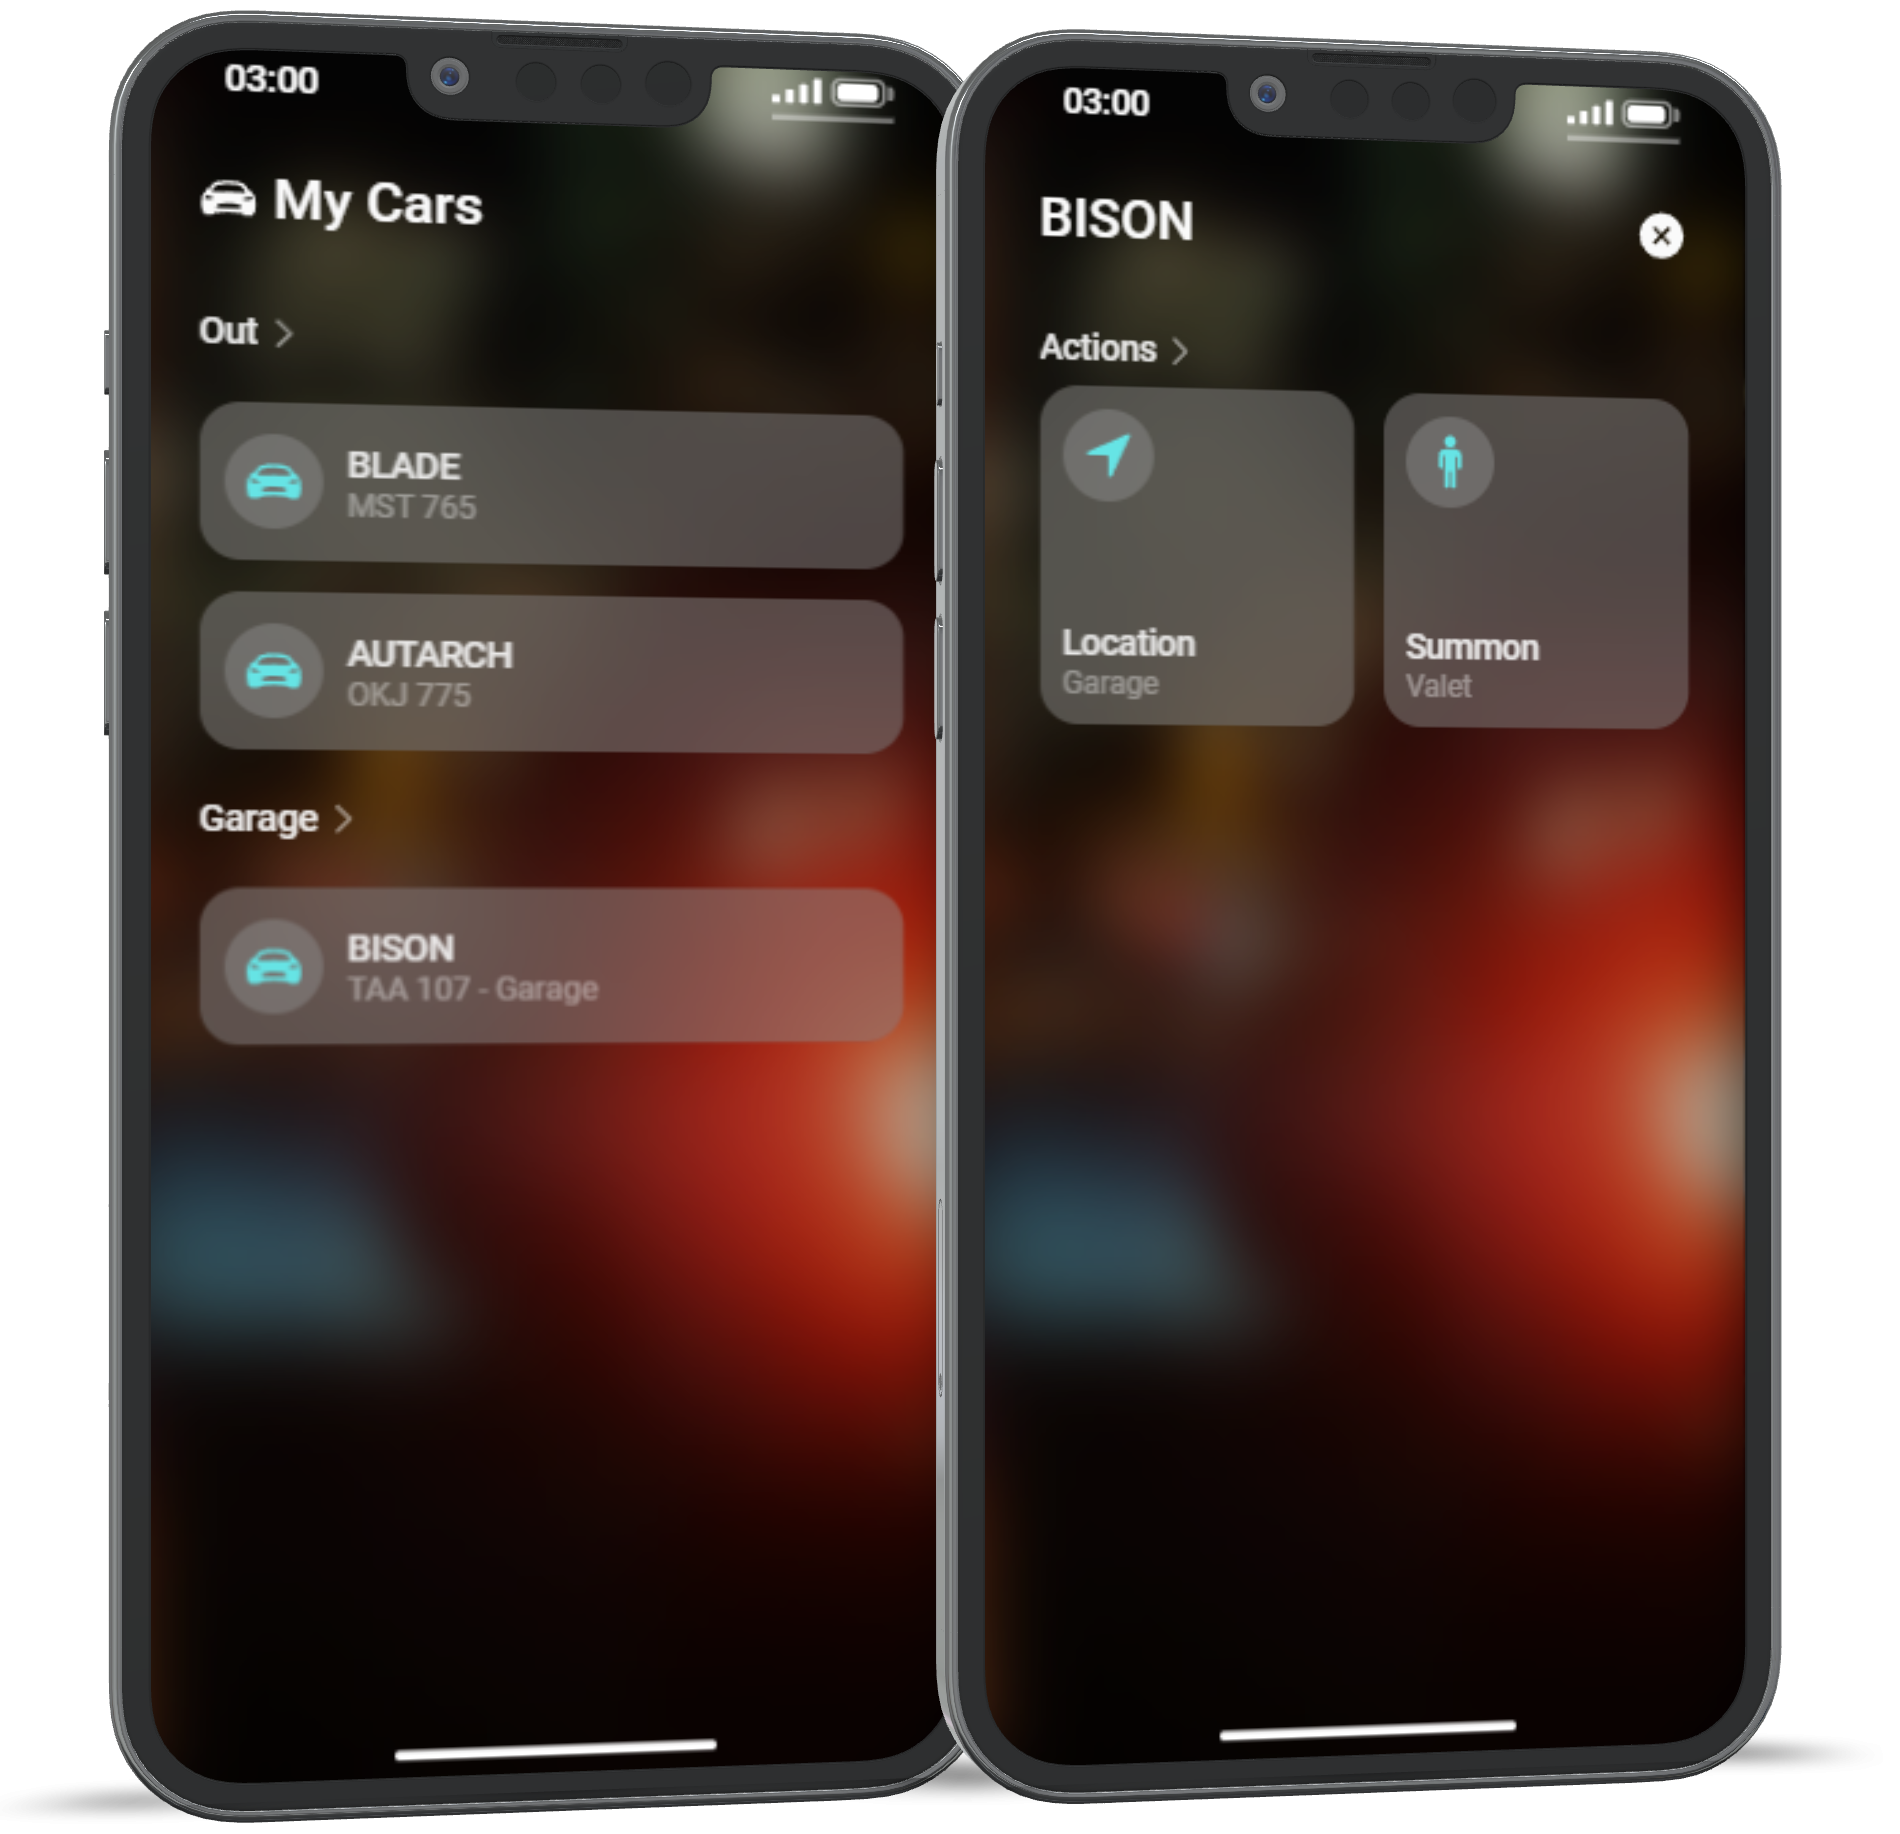 03:00
My Cars
Out
BLADE
MST 765
AUTARCH
OKJ 775
Garage
BISON
TAA 107 - Garage
03:00
BISON
Actions
Location
Garage
Summon
Valet